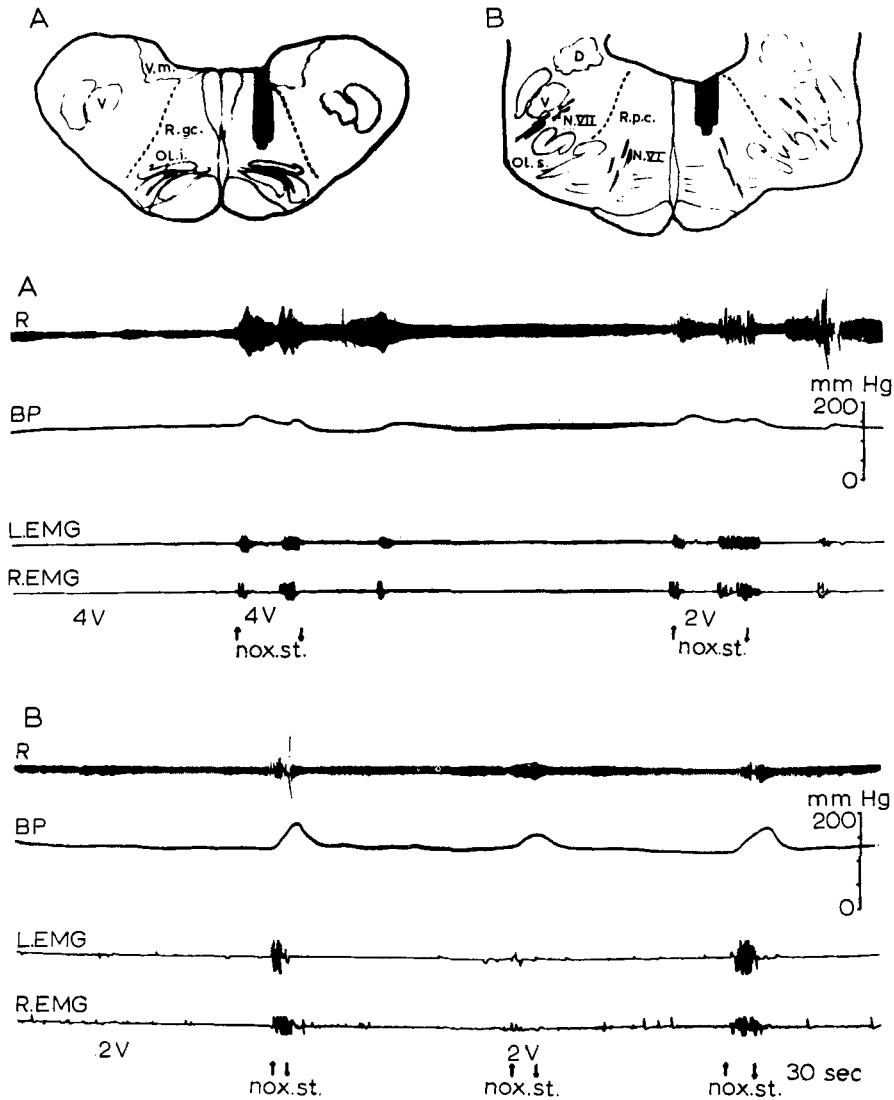 A
B
V.m.
V
R.gc.
Ol.i.
D
V
N.VII
R.p.c.
Ol.s.
N.VI
A
R
mm Hg
BP
200
0
L.EMG
R.EMG
4V 4V 2V
nox.st. nox.st.
B
R
mm Hg
BP
200
0
L.EMG
R.EMG
2V 2V
30 sec
nox.st. nox.st. nox.st.